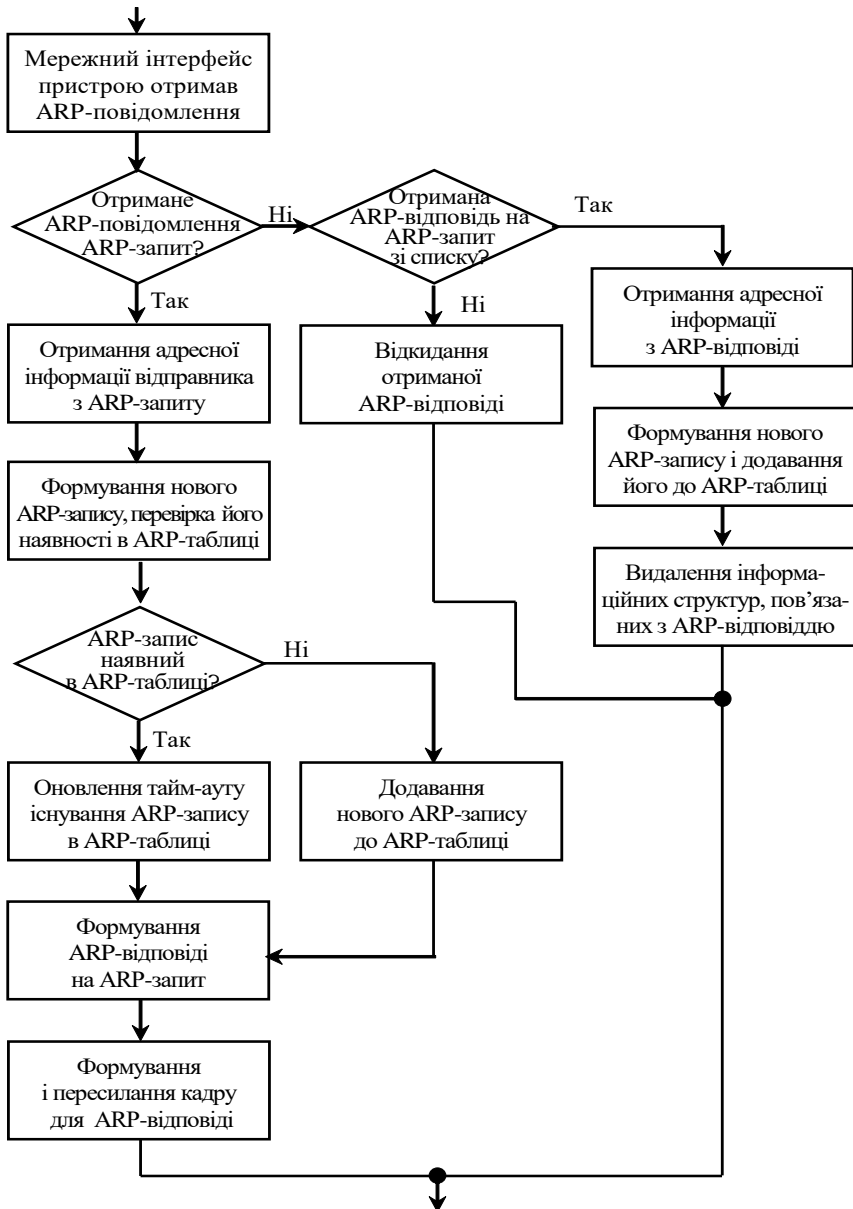 Мережний інтерфейс
пристрою отримав
ARP-повідомлення
Отримане
ARP-повідомлення
ARP-запит?
Ні
Отримана
ARP-відповідь на
ARP-запит
зі списку?
Так
Так
Ні
Отримання адресної
інформації відправника
з ARP-запиту
Відкидання
отриманої
ARP-відповіді
Отримання адресної
інформації
з ARP-відповіді
Формування нового
ARP-запису, перевірка його
наявності в ARP-таблиці
Формування нового
ARP-запису і додавання
його до ARP-таблиці
Видалення інформа-
ційних структур, пов’яза-
них з ARP-відповіддю
ARP-запис
наявний
в ARP-таблиці?
Ні
Так
Оновлення тайм-ауту
існування ARP-запису
в ARP-таблиці
Додавання
нового ARP-запису
до ARP-таблиці
Формування
ARP-відповіді
на ARP-запит
Формування
і пересилання кадру
для ARP-відповіді